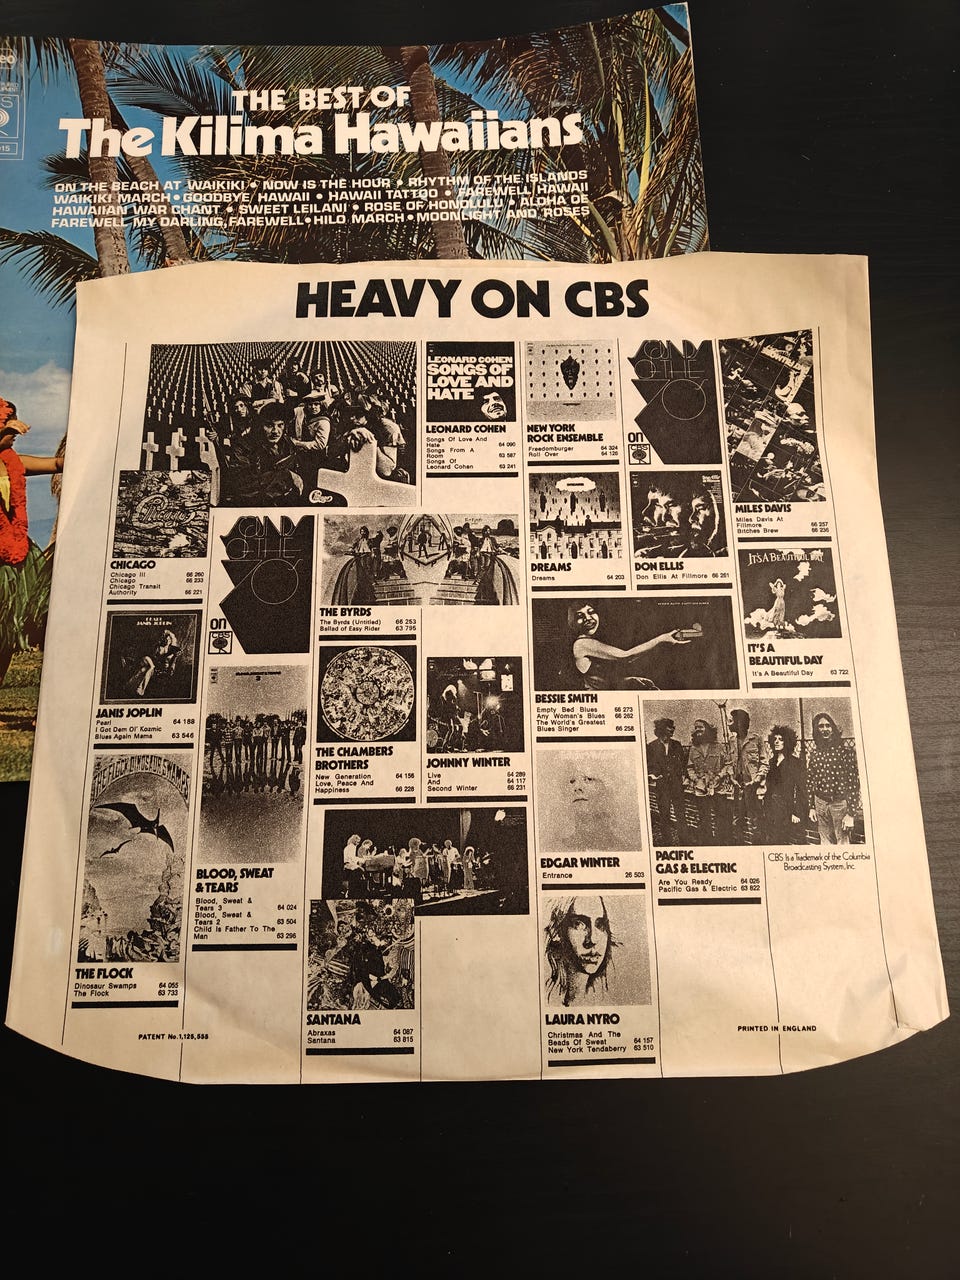 THE BEST OF
The Kilima Hawaiians
ON THE BEACH AT WAIKIKI • NOW IS THE HOUR • RHYTHM OF THE ISLANDS
WAIKIKI MARCH • GOODBYE HAWAII • HAWAII TATTOO • FAREWELL HAWAII
HAWAIIAN WAR CHANT • SWEET LEILANI • ROSE OF HONOLULU • ALOHA OE
FAREWELL MY DARLING, FAREWELL • HILO MARCH • MOONLIGHT AND ROSES
HEAVY ON CBS
Chicago
CHICAGO
Chicago III 66 260
Chicago 66 233
Chicago Transit
Authority 66 221
LEONARD COHEN
SONGS OF
LOVE AND
HATE
LEONARD COHEN
Songs Of Love And
Hate 64 090
Songs From A
Room 63 587
Songs Of
Leonard Cohen 63 241
NEW YORK
ROCK ENSEMBLE
Freedomburger 64 324
Roll Over 64 126
SOUND
OF THE
70s
on
CBS
MILES DAVIS
Miles Davis At
Fillmore 66 257
Bitches Brew 66 236
SOUND
OF THE
70s
on
CBS
THE BYRDS
The Byrds (Untitled) 66 253
Ballad of Easy Rider 63 795
DREAMS
Dreams 64 203
DON ELLIS
Don Ellis At Fillmore 66 261
IT'S A BEAUTIFUL DAY
IT'S A
BEAUTIFUL DAY
It's A Beautiful Day 63 722
PEARL
JANIS JOPLIN
JANIS JOPLIN
Pearl 64 188
I Got Dem Ol' Kozmic
Blues Again Mama 63 546
THE CHAMBERS
BROTHERS
New Generation 64 156
Love, Peace And
Happiness 66 228
JOHNNY WINTER
Live 64 289
And 64 117
Second Winter 66 231
BESSIE SMITH
Empty Bed Blues 66 273
Any Woman's Blues 66 262
The World's Greatest
Blues Singer 66 258
THE FLOCK DINOSAUR SWAMPS
THE FLOCK
Dinosaur Swamps 64 055
The Flock 63 733
BLOOD, SWEAT
& TEARS
Blood, Sweat &
Tears 3 64 024
Blood, Sweat &
Tears 2 63 504
Child Is Father To The
Man 63 296
EDGAR WINTER
Entrance 26 503
PACIFIC
GAS & ELECTRIC
Are You Ready 64 026
Pacific Gas & Electric 63 822
CBS Is a Trademark of the Columbia
Broadcasting System, Inc.
SANTANA
Abraxas 64 087
Santana 63 815
LAURA NYRO
Christmas And The
Beads Of Sweat 64 157
New York Tendaberry 63 510
PATENT No. 1,125,555
PRINTED IN ENGLAND